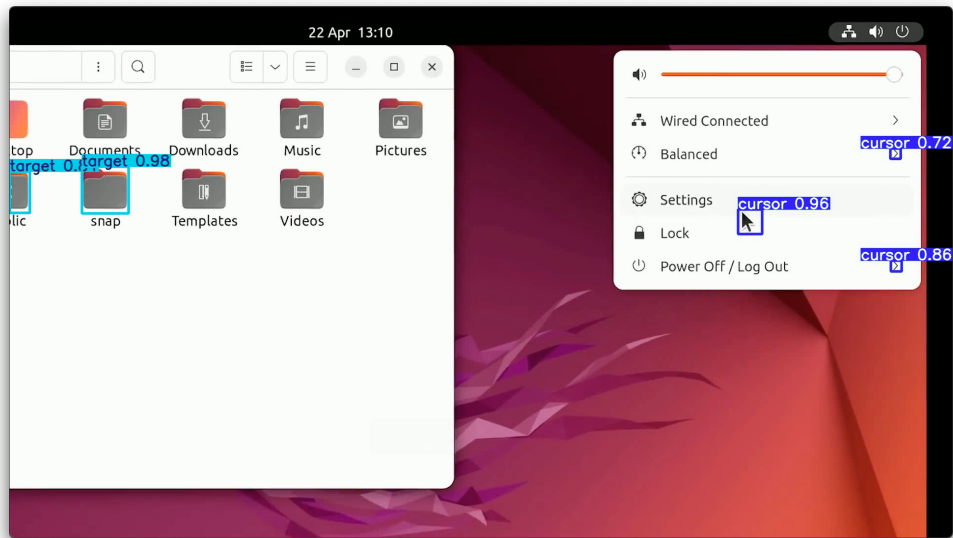 22 Apr 13:10
top
Documents
Downloads
Music
Pictures
target 0.98
lic
snap
Templates
Videos
Wired Connected
Balanced
Settings
Lock
Power Off / Log Out
cursor 0.72
cursor 0.96
cursor 0.86